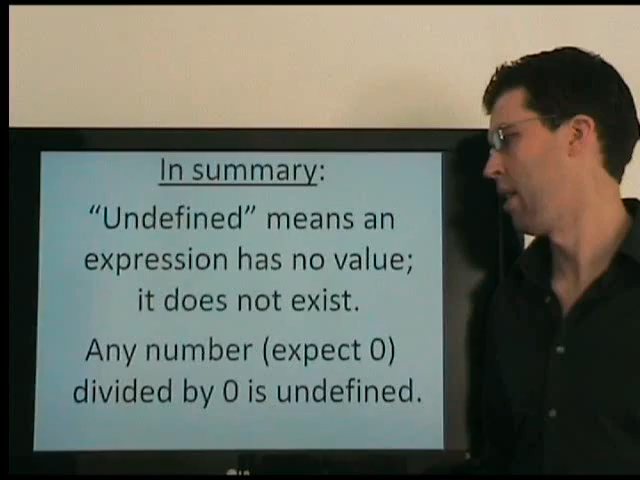 In summary:
“Undefined” means an
expression has no value;
it does not exist.
Any number (expect 0)
divided by 0 is undefined.